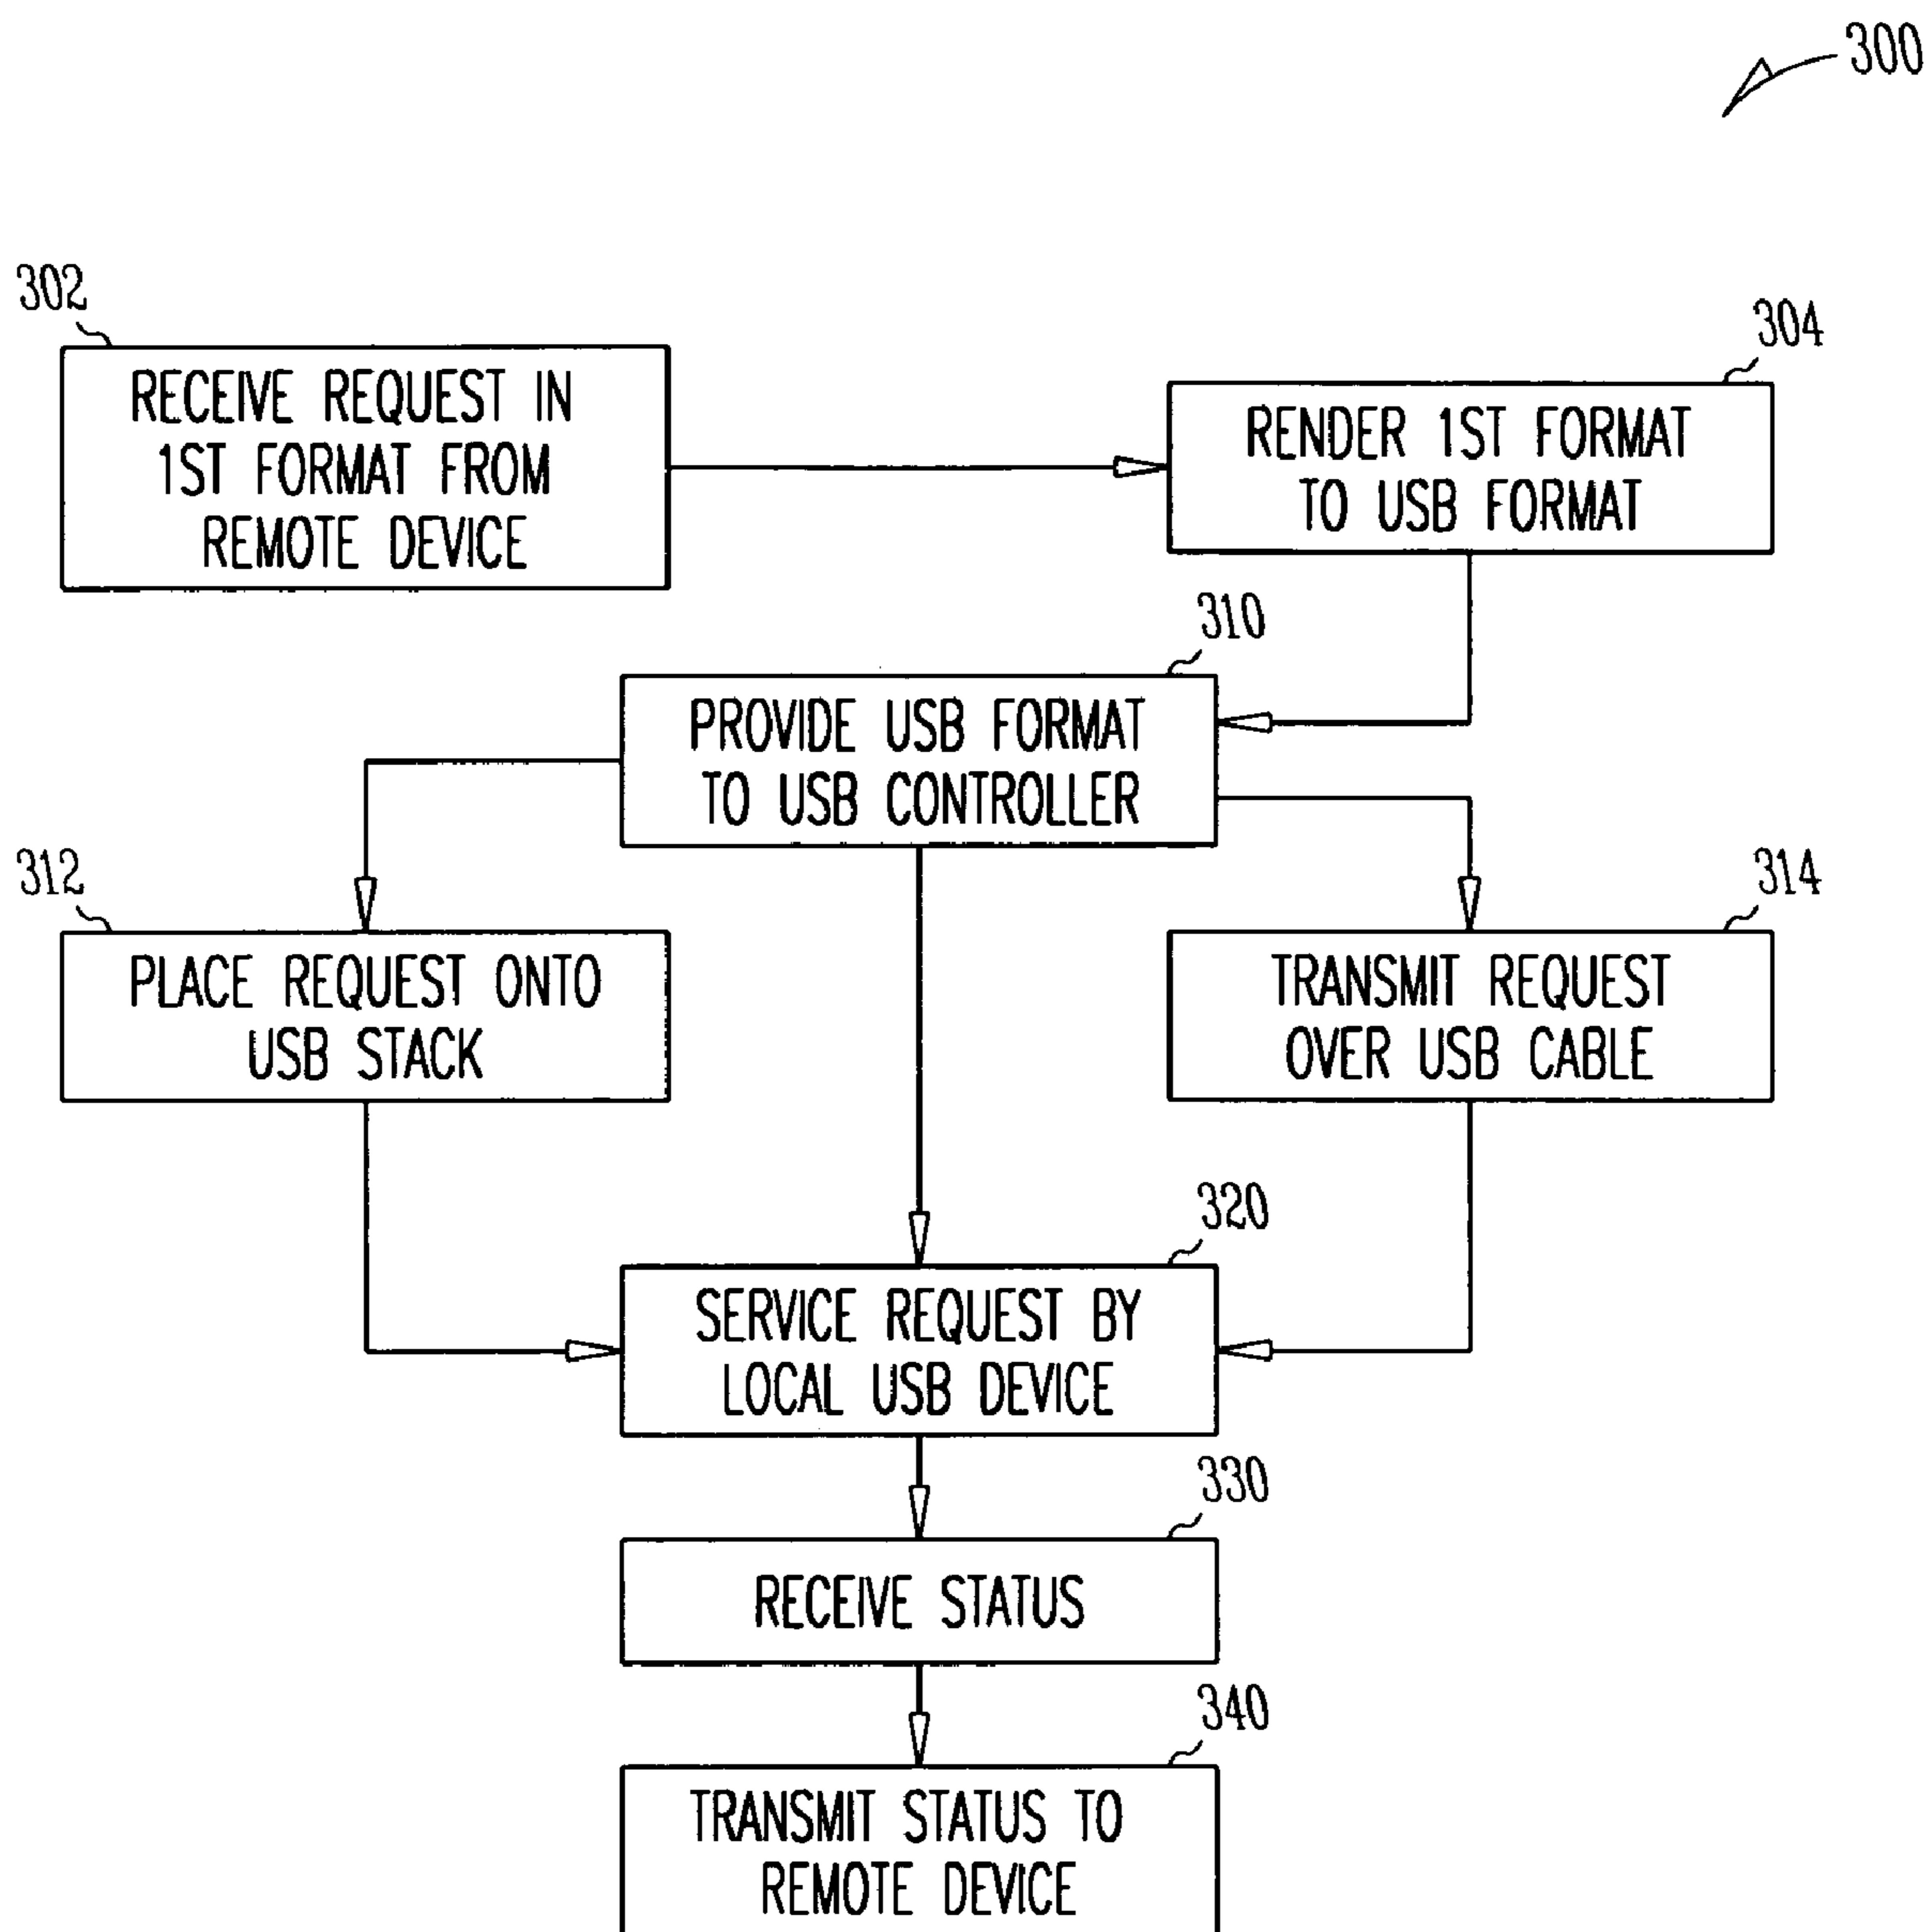 300
302
RECEIVE REQUEST IN
1ST FORMAT FROM
REMOTE DEVICE
304
RENDER 1ST FORMAT
TO USB FORMAT
310
PROVIDE USB FORMAT
TO USB CONTROLLER
312
PLACE REQUEST ONTO
USB STACK
314
TRANSMIT REQUEST
OVER USB CABLE
320
SERVICE REQUEST BY
LOCAL USB DEVICE
330
RECEIVE STATUS
340
TRANSMIT STATUS TO
REMOTE DEVICE